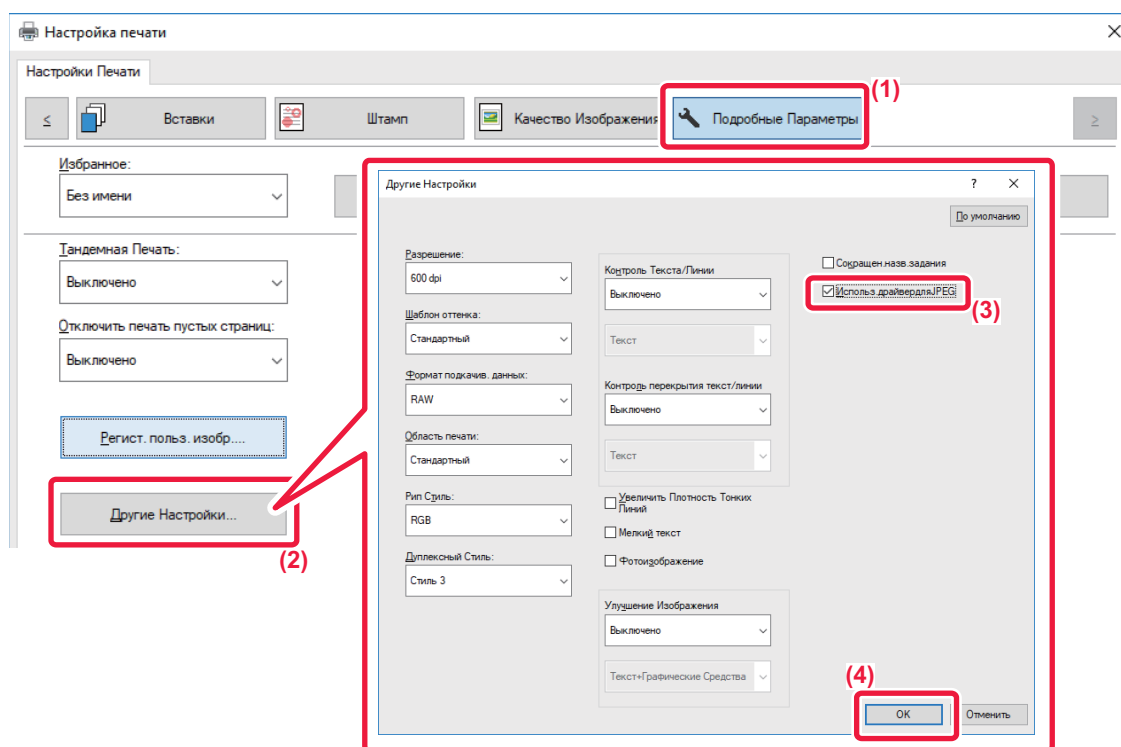 Настройка печати
Настройки Печати
(1)
<
Вставки
Штамп
Качество Изображения
Подробные Параметры
>
Избранное:
Без имени
Тандемная Печать:
Выключено
Отключить печать пустых страниц:
Выключено
Регист. польз. изобр....
Другие Настройки...
(2)
Другие Настройки
?
По умолчанию
Разрешение:
600 dpi
Шаблон оттенка:
Стандартный
Формат подкачив. данных:
RAW
Область печати:
Стандартный
Рип Стиль:
RGB
Дуплексный Стиль:
Стиль 3
Контроль Текста/Линии
Выключено
Текст
Контроль перекрытия текст/линии
Выключено
Текст
Увеличить Плотность Тонких
Линий
Мелкий текст
Фотоизображение
Улучшение Изображения
Выключено
Текст+Графические Средства
Сокращен.назв.задания
Использ.драйвердляJPEG
(3)
(4)
OK
Отменить